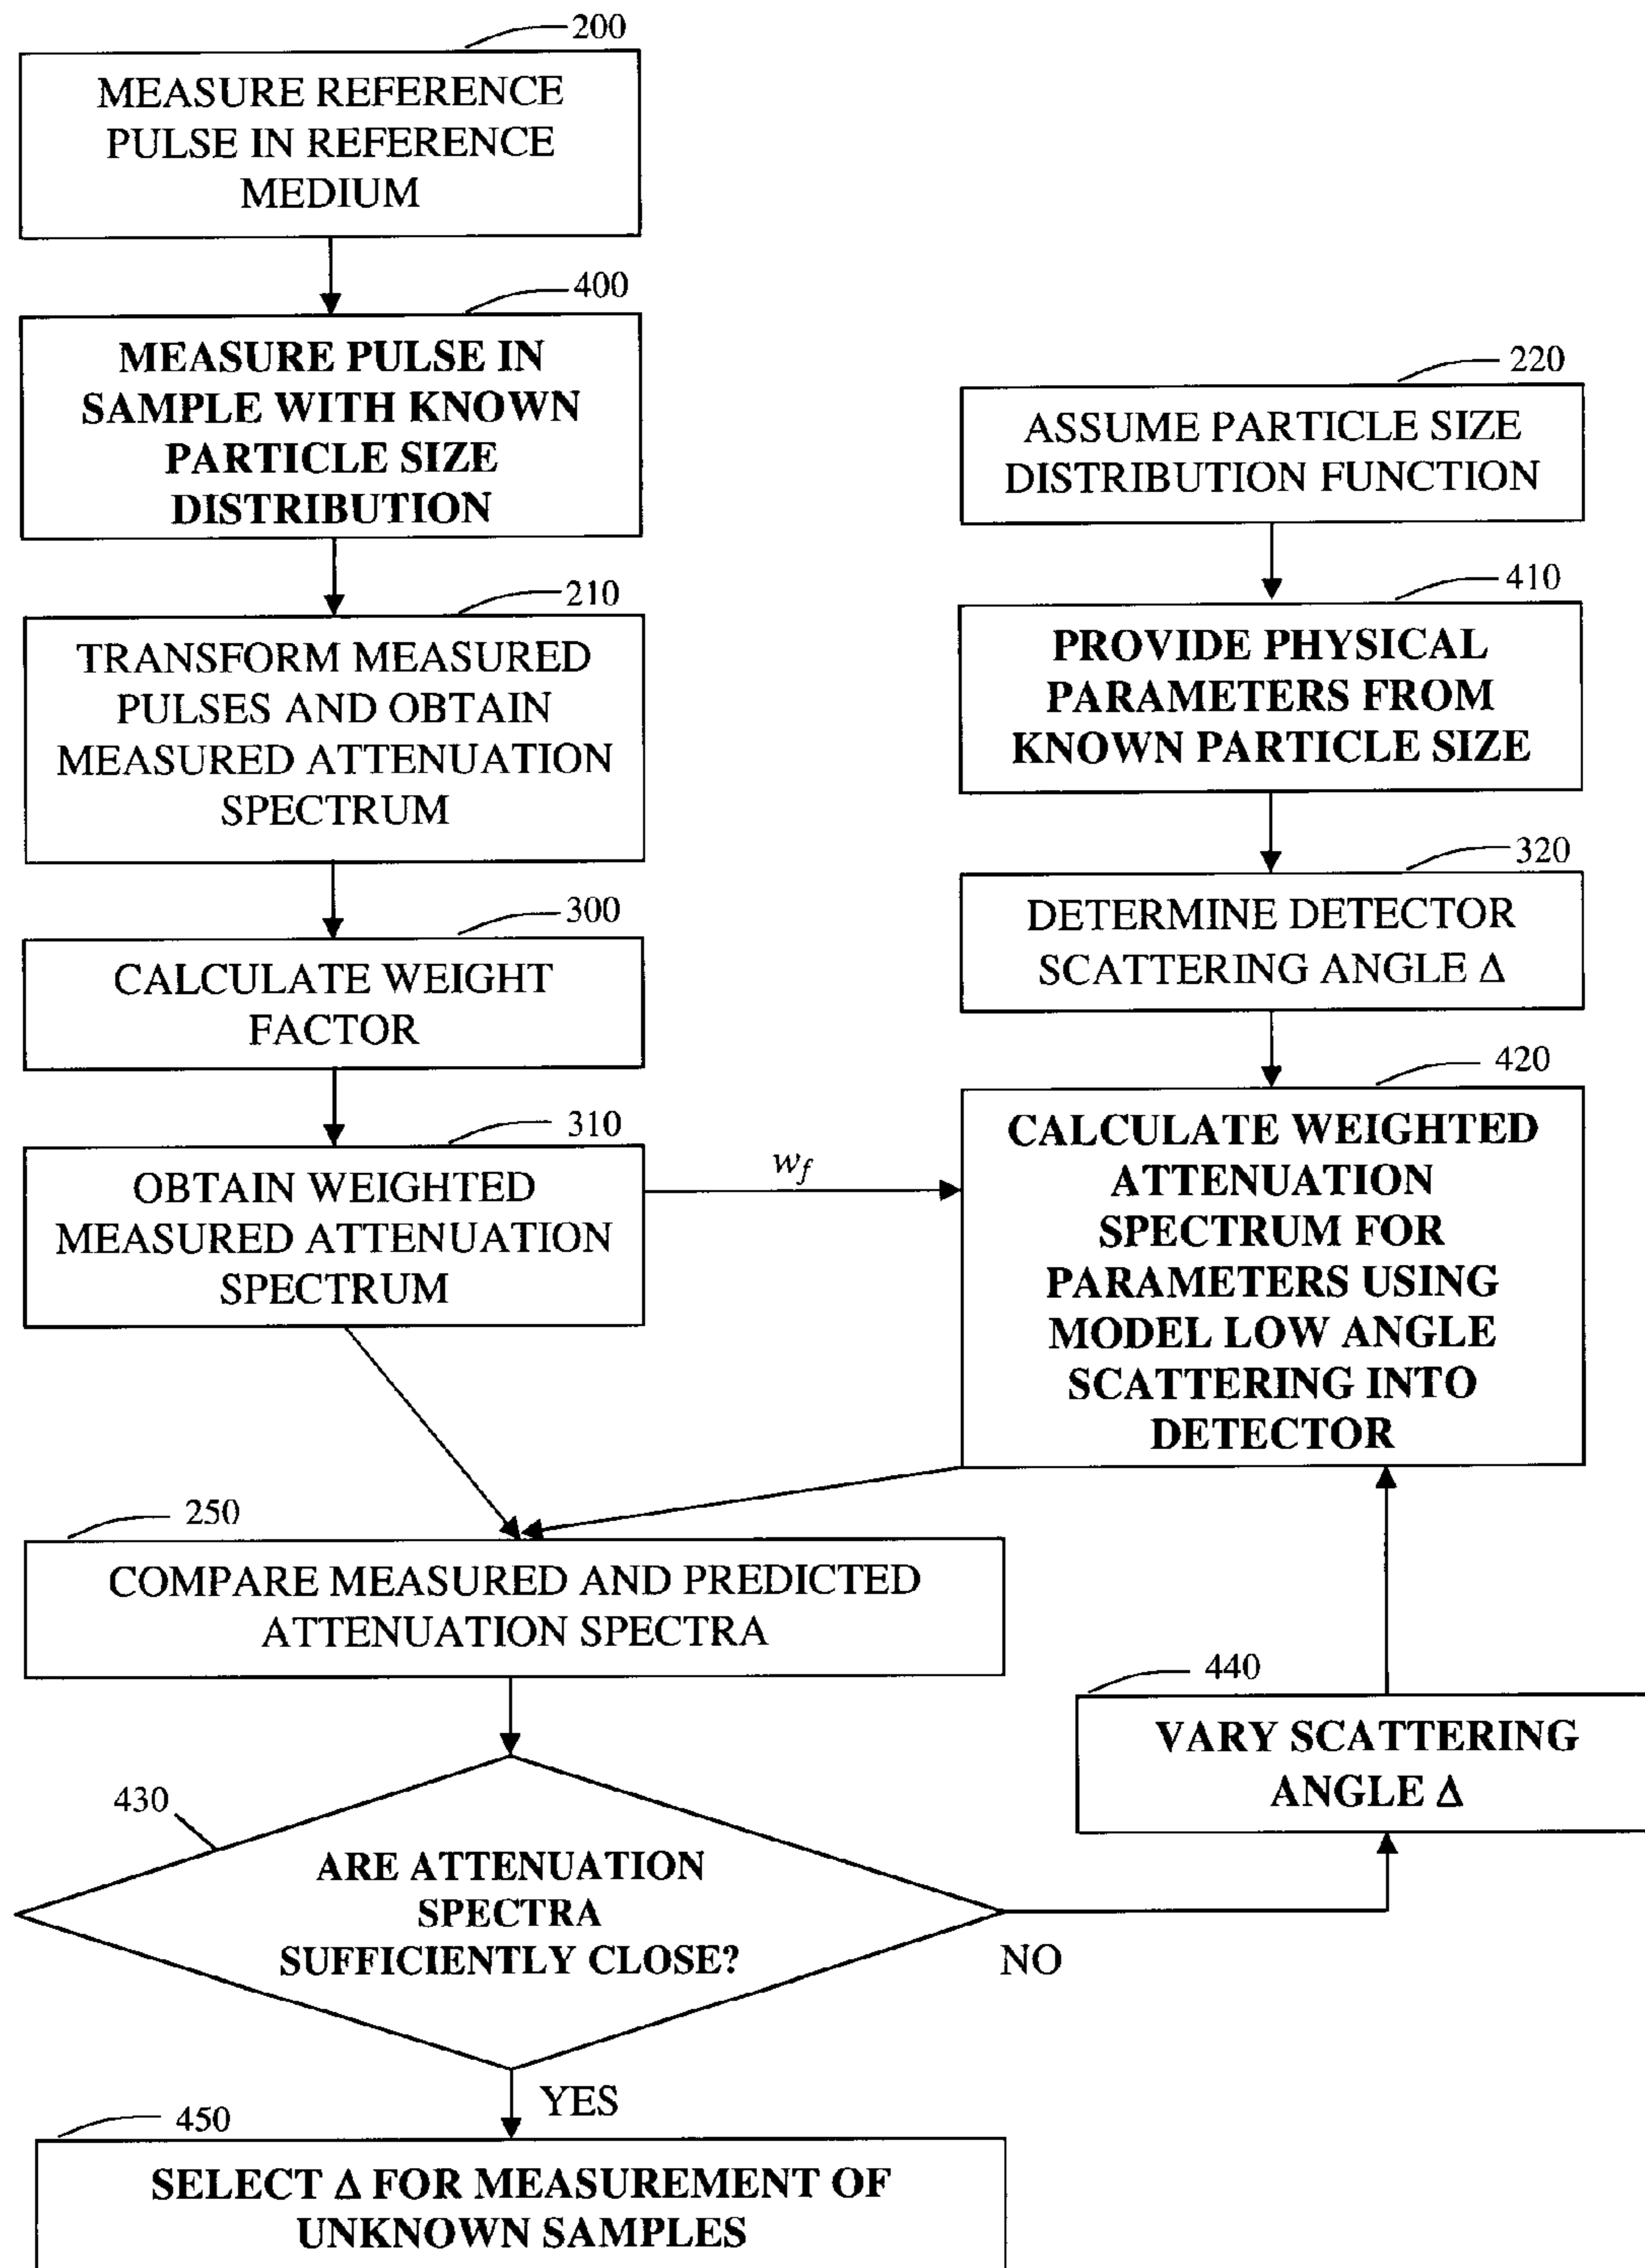 200
MEASURE REFERENCE
PULSE IN REFERENCE
MEDIUM
400
MEASURE PULSE IN
SAMPLE WITH KNOWN
PARTICLE SIZE
DISTRIBUTION
210
TRANSFORM MEASURED
PULSES AND OBTAIN
MEASURED ATTENUATION
SPECTRUM
300
CALCULATE WEIGHT
FACTOR
310
OBTAIN WEIGHTED
MEASURED ATTENUATION
SPECTRUM
wf
220
ASSUME PARTICLE SIZE
DISTRIBUTION FUNCTION
410
PROVIDE PHYSICAL
PARAMETERS FROM
KNOWN PARTICLE SIZE
320
DETERMINE DETECTOR
SCATTERING ANGLE Δ
420
CALCULATE WEIGHTED
ATTENUATION
SPECTRUM FOR
PARAMETERS USING
MODEL LOW ANGLE
SCATTERING INTO
DETECTOR
250
COMPARE MEASURED AND PREDICTED
ATTENUATION SPECTRA
430
ARE ATTENUATION
SPECTRA
SUFFICIENTLY CLOSE?
NO
440
VARY SCATTERING
ANGLE Δ
YES
450
SELECT Δ FOR MEASUREMENT OF
UNKNOWN SAMPLES